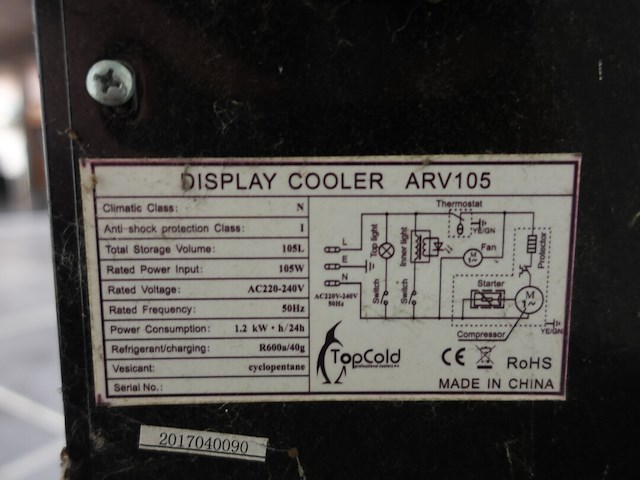 DISPLAY COOLER ARV105
Climatic Class: N
Anti-shock protection Class: I
Total Storage Volume: 105L
Rated Power Input: 105W
Rated Voltage: AC220-240V
Rated Frequency: 50Hz
Power Consumption: 1.2 kW·h/24h
Refrigerant/charging: R600a/40g
Vesicant: cyclopentane
Serial No.:
Thermostat
YE/GN
L
E
N
AC220V-240V
50Hz
Top light
Switch
Inner light
Switch
Fan
M
1~
Protector
Starter
M
1~
Compressor
YE/GN
TopCold
CE RoHS
MADE IN CHINA
2017040090